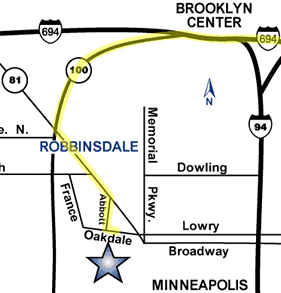 BROOKLYN
CENTER
694
694
100
81
N
94
e. N.
ROBBINSDALE
Memorial
Pkwy.
h
Dowling
France
Abbott
Lowry
Oakdale
Broadway
MINNEAPOLIS